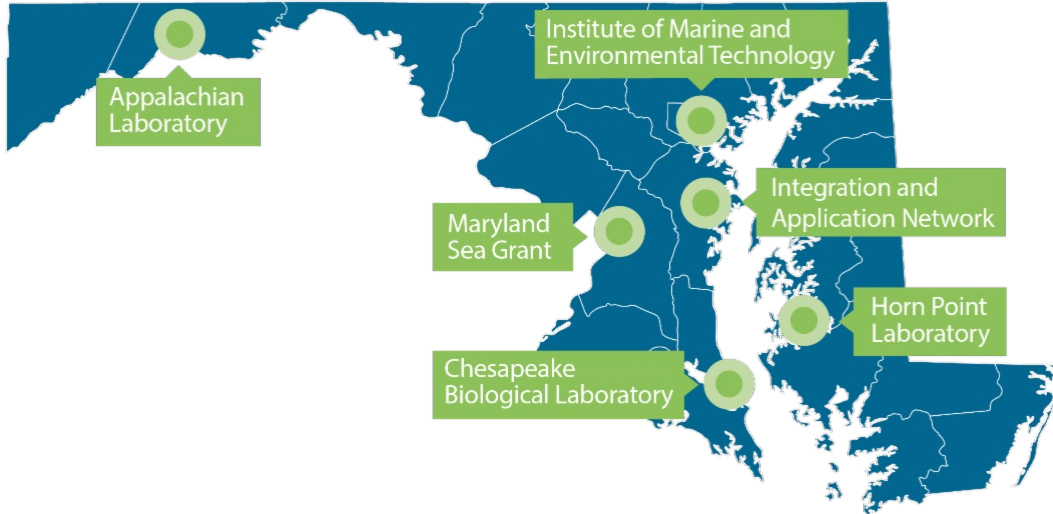 Institute of Marine and
Environmental Technology
Appalachian
Laboratory
Integration and
Application Network
Maryland
Sea Grant
Horn Point
Laboratory
Chesapeake
Biological Laboratory